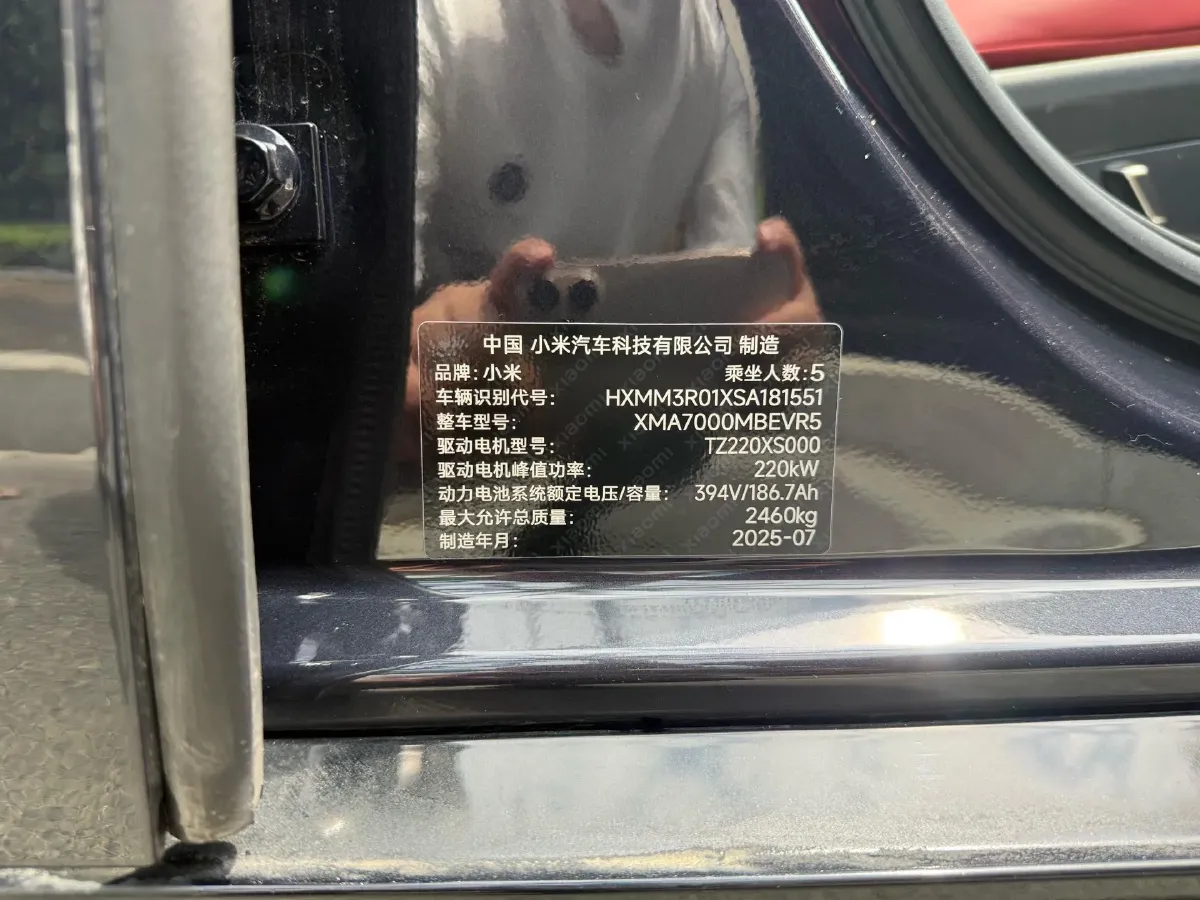 中国 小米汽车科技有限公司 制造
品牌：小米 乘坐人数：5
车辆识别代号： HXMM3R01XSA181551
整车型号： XMA7000MBEVR5
驱动电机型号： TZ220XS000
驱动电机峰值功率： 220kW
动力电池系统额定电压/容量： 394V/186.7Ah
最大允许总质量： 2460kg
制造年月： 2025-07
xiaomi